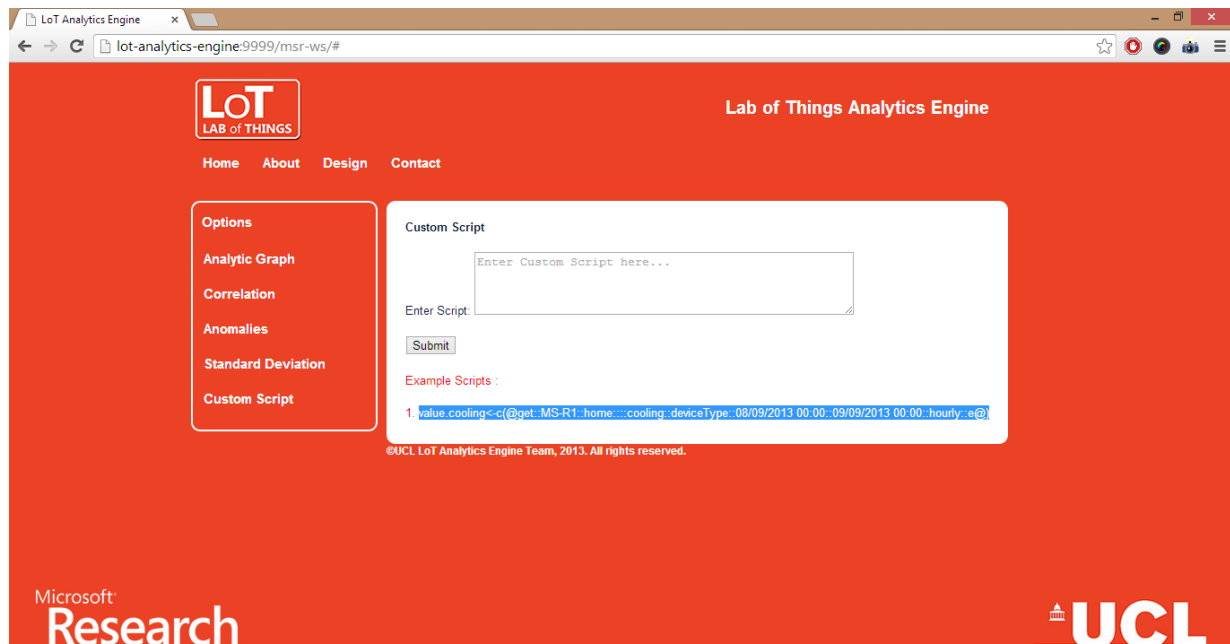 LoT Analytics Engine
lot-analytics-engine:9999/msr-ws/#
LoT
LAB of THINGS
Lab of Things Analytics Engine
Home About Design Contact
Options
Analytic Graph
Correlation
Anomalies
Standard Deviation
Custom Script
Custom Script
Enter Custom Script here...
Enter Script:
Submit
Example Scripts :
1. value.cooling<-c(@get::MS-R1::home::::cooling::deviceType::08/09/2013 00:00::09/09/2013 00:00::hourly::e@)
©UCL LoT Analytics Engine Team, 2013. All rights reserved.
Microsoft
Research
UCL